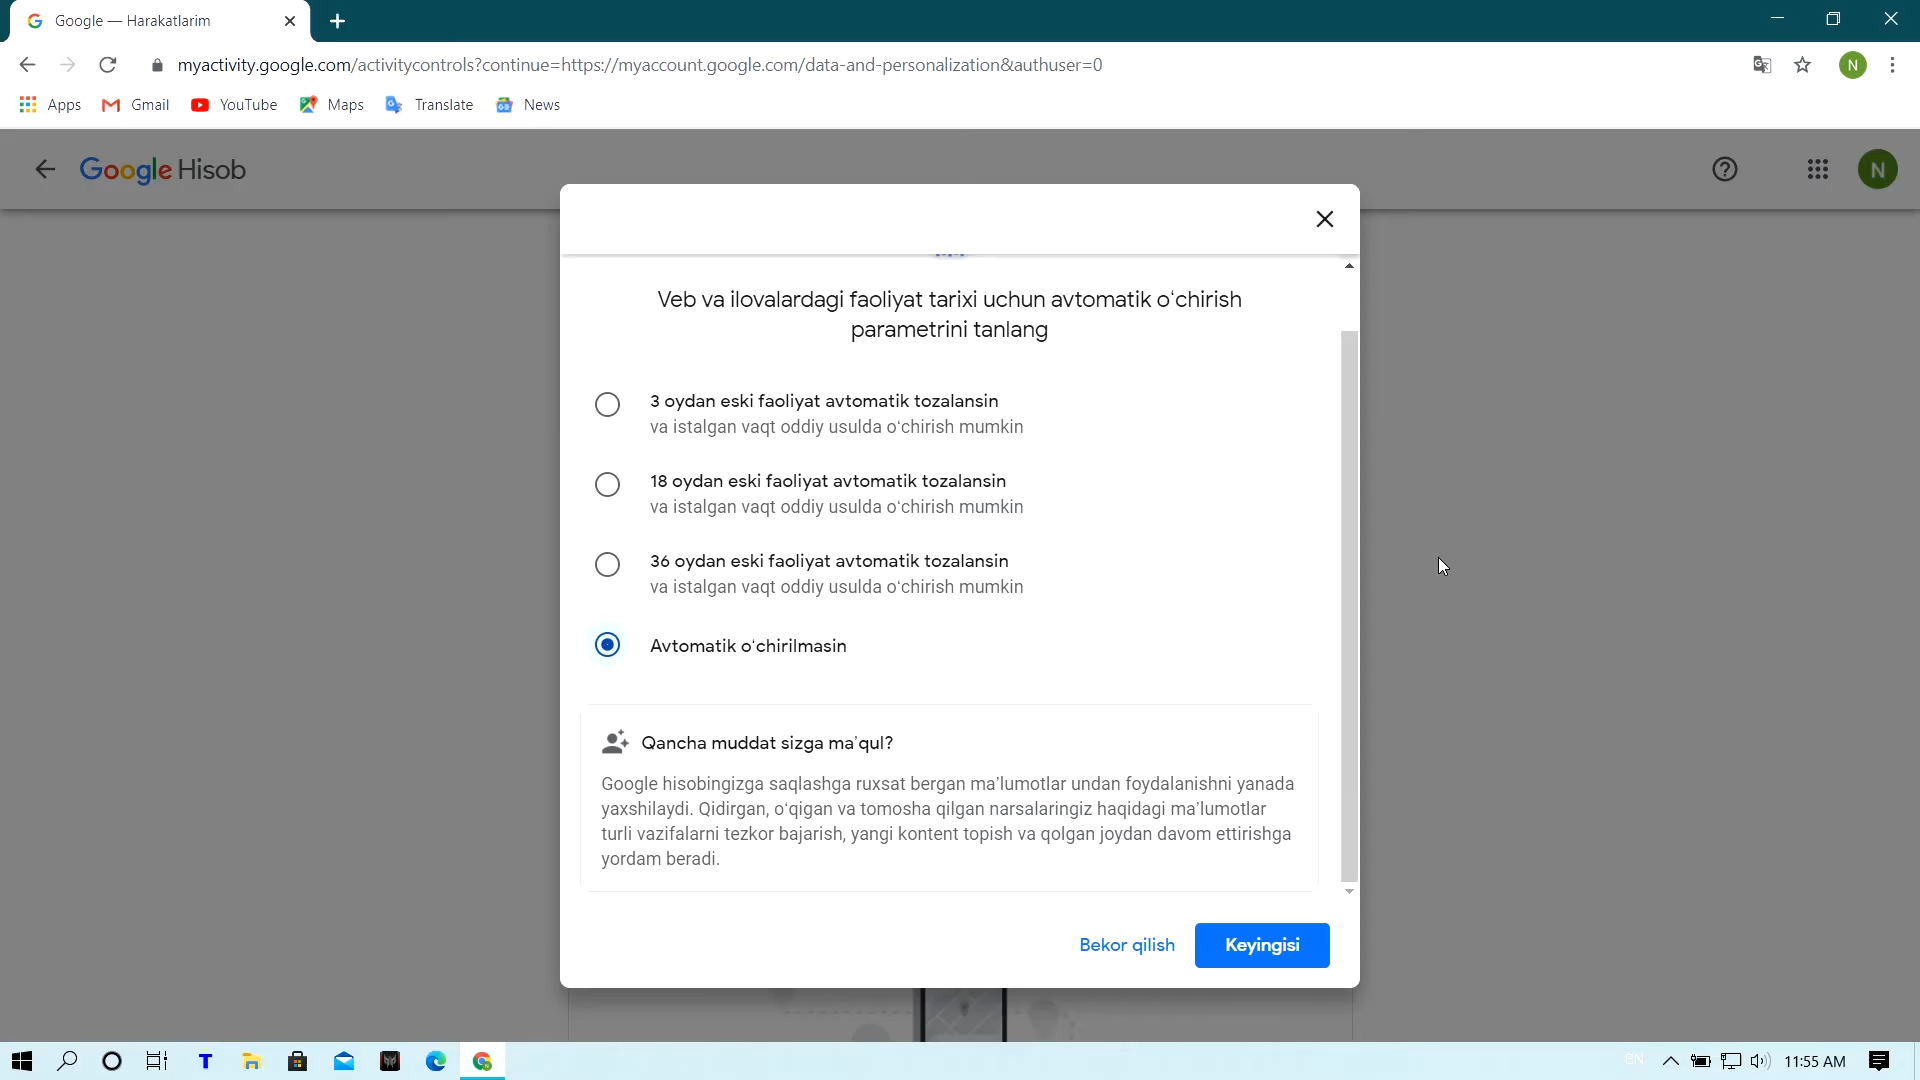 Google — Harakatlarim
myactivity.google.com/activitycontrols?continue=https://myaccount.google.com/data-and-personalization&authuser=0
N
Apps
Gmail
YouTube
Maps
Translate
News
Google Hisob
N
Veb va ilovalardagi faoliyat tarixi uchun avtomatik oʻchirish
parametrini tanlang
3 oydan eski faoliyat avtomatik tozalansin
va istalgan vaqt oddiy usulda oʻchirish mumkin
18 oydan eski faoliyat avtomatik tozalansin
va istalgan vaqt oddiy usulda oʻchirish mumkin
36 oydan eski faoliyat avtomatik tozalansin
va istalgan vaqt oddiy usulda oʻchirish mumkin
Avtomatik oʻchirilmasin
Qancha muddat sizga maʼqul?
Google hisobingizga saqlashga ruxsat bergan maʼlumotlar undan foydalanishni yanada
yaxshilaydi. Qidirgan, oʻqigan va tomosha qilgan narsalaringiz haqidagi maʼlumotlar
turli vazifalarni tezkor bajarish, yangi kontent topish va qolgan joydan davom ettirishga
yordam beradi.
Bekor qilish
Keyingisi
T
EN
11:55 AM